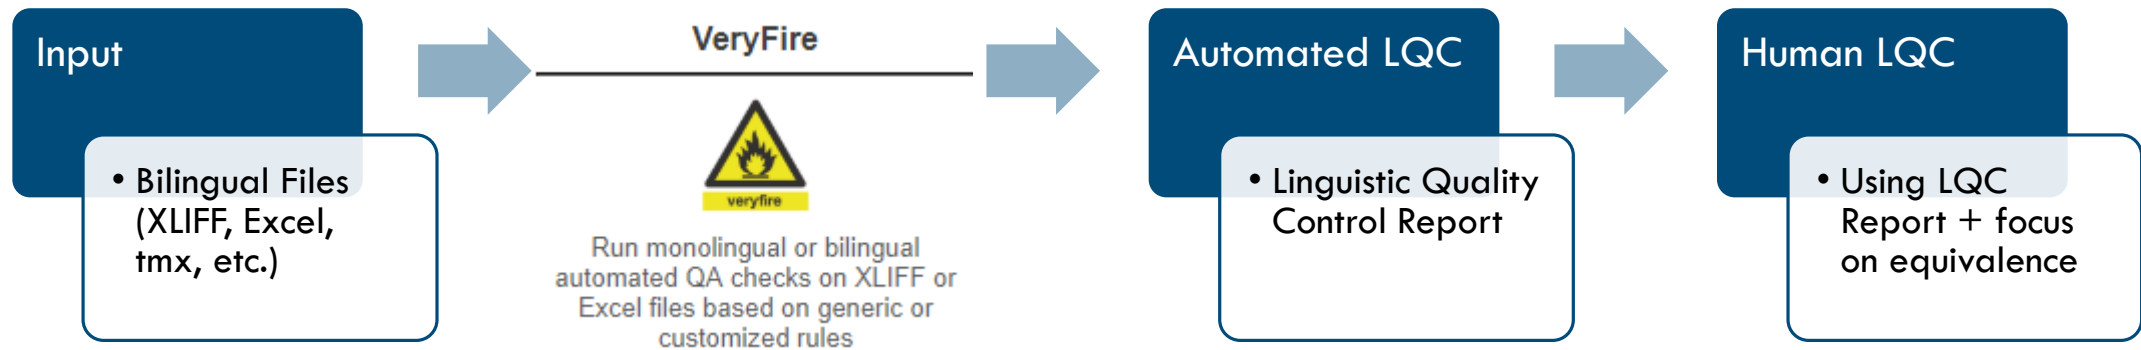 Input
• Bilingual Files
(XLIFF, Excel,
tmx, etc.)
VeryFire
veryfire
Run monolingual or bilingual
automated QA checks on XLIFF or
Excel files based on generic or
customized rules
Automated LQC
• Linguistic Quality
Control Report
Human LQC
• Using LQC
Report + focus
on equivalence